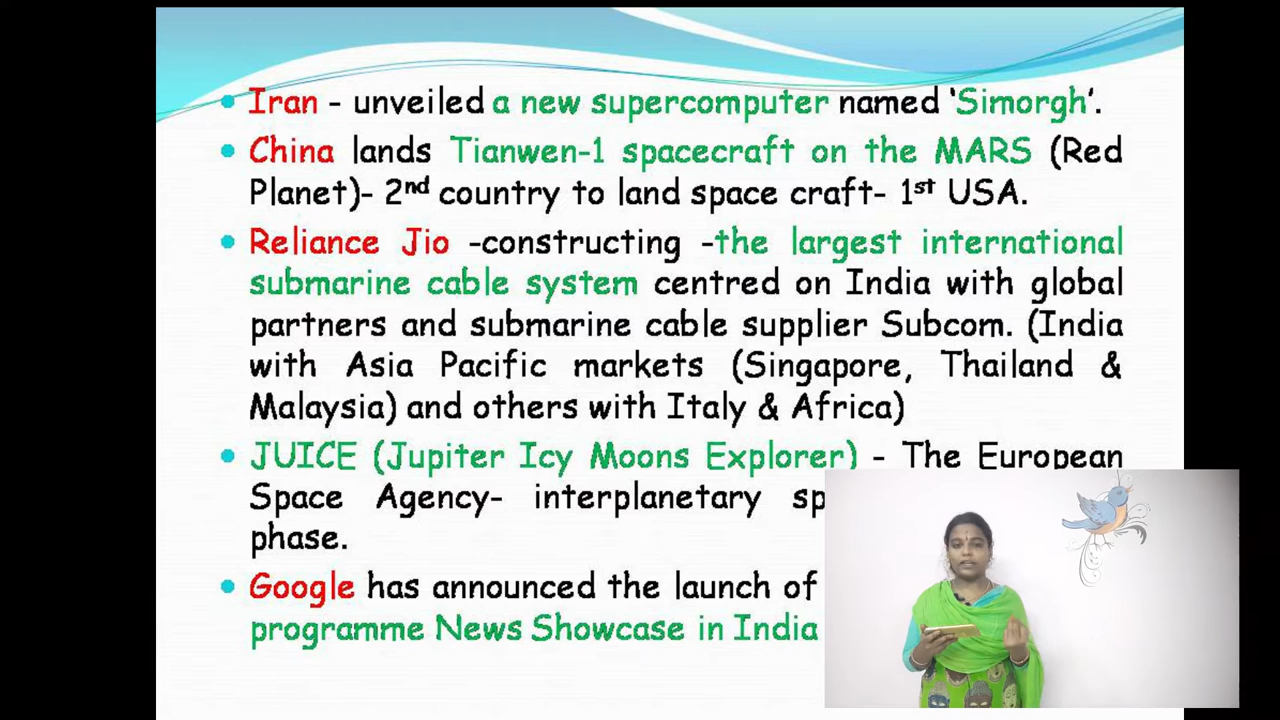 Iran - unveiled a new supercomputer named ‘Simorgh’.
China lands Tianwen-1 spacecraft on the MARS (Red
Planet)- 2nd country to land space craft- 1st USA.
Reliance Jio -constructing -the largest international
submarine cable system centred on India with global
partners and submarine cable supplier Subcom. (India
with Asia Pacific markets (Singapore, Thailand &
Malaysia) and others with Italy & Africa)
JUICE (Jupiter Icy Moons Explorer) - The European
Space Agency- interplanetary
phase.
Google has announced the launch of
programme News Showcase in India